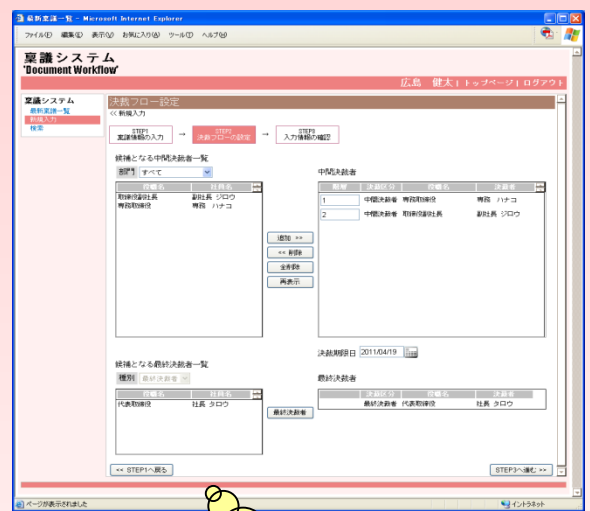 最新稟議一覧 - Microsoft Internet Explorer
ファイル(F) 編集(E) 表示(V) お気に入り(A) ツール(T) ヘルプ(H)
稟議システム
'Document Workflow'
広島 健太 | トップページ | ログアウト
稟議システム
最新稟議一覧
新規入力
検索
決裁フロー設定
<< 新規入力
STEP1
稟議情報の入力
→
STEP2
決裁フローの設定
→
STEP3
入力情報の確認
候補となる中間決裁者一覧
部門 すべて
役職名 社員名
取締役副社長 副社長 ジロウ
専務取締役 専務 ハナコ
追加 >>
<< 削除
全削除
再表示
中間決裁者
順序 決裁区分 役職名 決裁者
1 中間決裁者 専務取締役 専務 ハナコ
2 中間決裁者 取締役副社長 副社長 ジロウ
決裁期限日 2011/04/19
候補となる最終決裁者一覧
種別 最終決裁者
役職名 社員名
代表取締役 社長 タロウ
最終決裁者
最終決裁者
決裁区分 役職名 決裁者
最終決裁者 代表取締役 社長 タロウ
<< STEP1へ戻る
STEP3へ進む >>
ページが表示されました
イントラネット